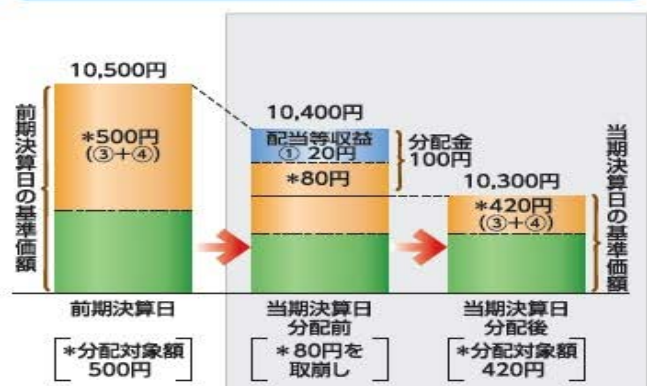 前期決算日の基準価額
10,500円
*500円
(③+④)
10,400円
配当等収益
① 20円
*80円
分配金
100円
10,300円
*420円
(③+④)
当期決算日の基準価額
前期決算日
*分配対象額
500円
当期決算日
分配前
*80円を
取崩し
当期決算日
分配後
*分配対象額
420円